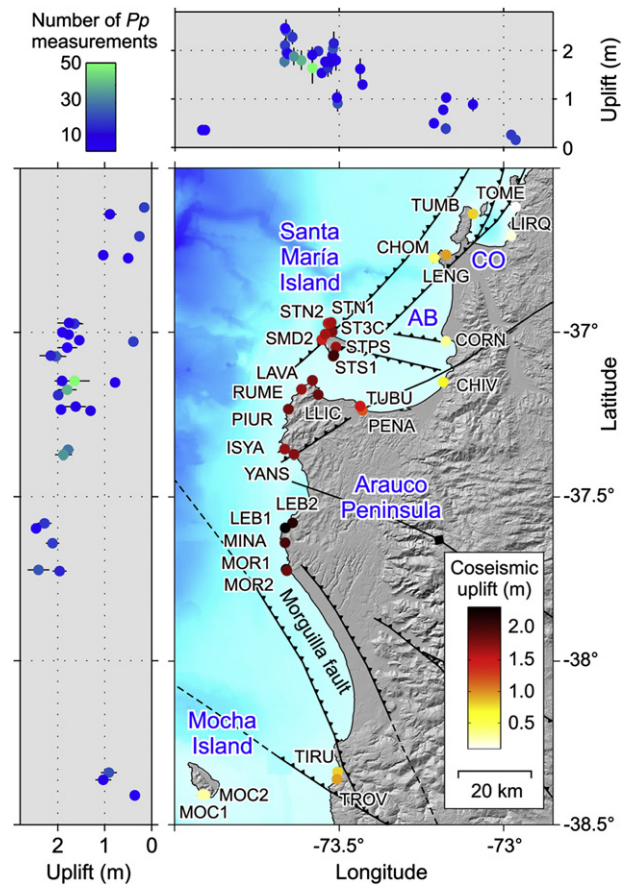 Number of Pp
measurements
50
30
10
2
1
0
Uplift (m)
TUMB
TOME
LIRQ
Santa
María
Island
CHOM
LENG
CO
STN2
STN1
ST3C
AB
SMD2
STPS
CORN
STS1
LAVA
CHIV
RUME
TUBU
LLIC
PIUR
PENA
ISYA
YANS
Arauco
Peninsula
LEB2
LEB1
MINA
MOR1
MOR2
Morguilla fault
Coseismic
uplift (m)
2.0
1.5
1.0
0.5
20 km
Mocha
Island
TIRU
MOC2
MOC1
TROV
-37°
-37.5°
-38°
-38.5°
Latitude
2
1
0
Uplift (m)
-74°
-73.5°
-73°
Longitude